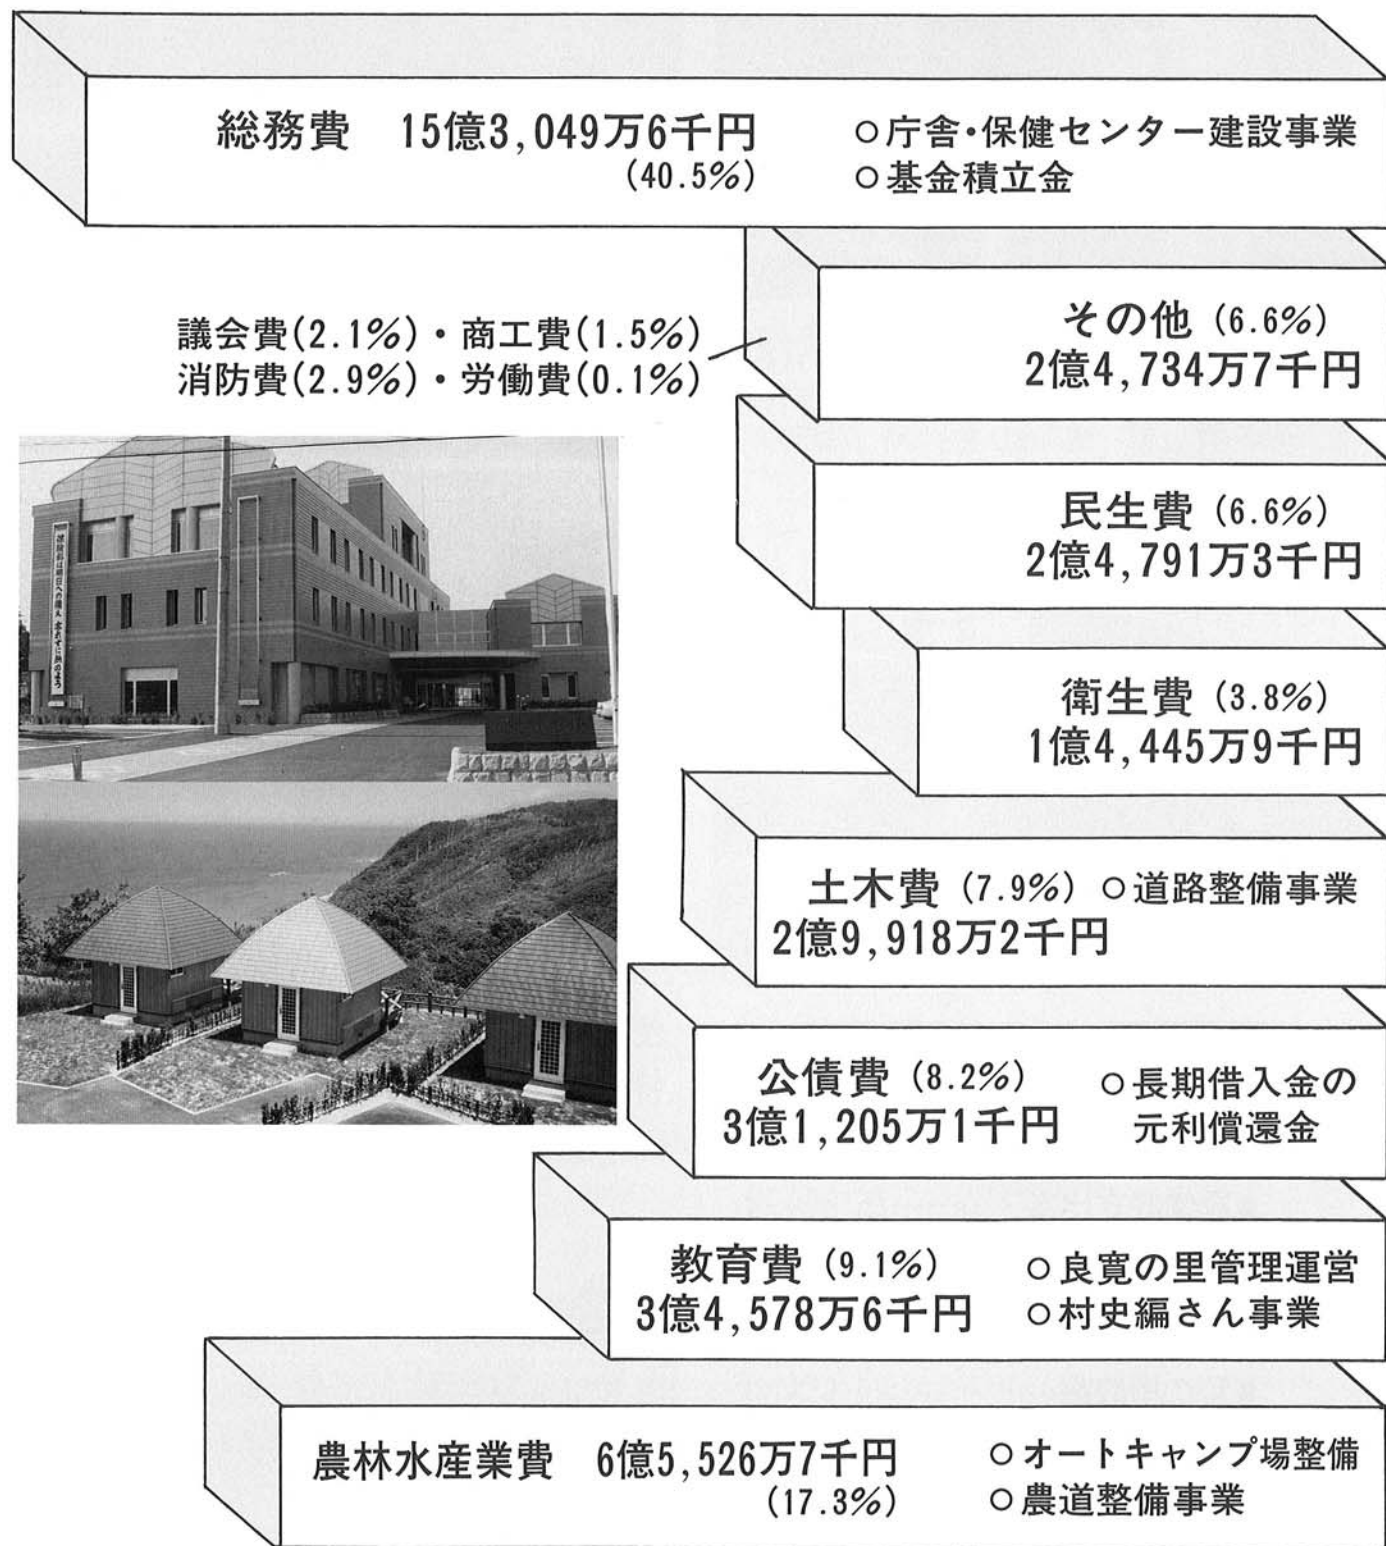 総務費 15億3,049万6千円
(40.5%)
○庁舎・保健センター建設事業
○基金積立金
議会費(2.1%)・商工費(1.5%)
消防費(2.9%)・労働費(0.1%)
その他 (6.6%)
2億4,734万7千円
民生費 (6.6%)
2億4,791万3千円
衛生費 (3.8%)
1億4,445万9千円
土木費 (7.9%)
2億9,918万2千円
○道路整備事業
公債費 (8.2%)
3億1,205万1千円
○長期借入金の
元利償還金
教育費 (9.1%)
3億4,578万6千円
○良寛の里管理運営
○村史編さん事業
農林水産業費 6億5,526万7千円
(17.3%)
○オートキャンプ場整備
○農道整備事業